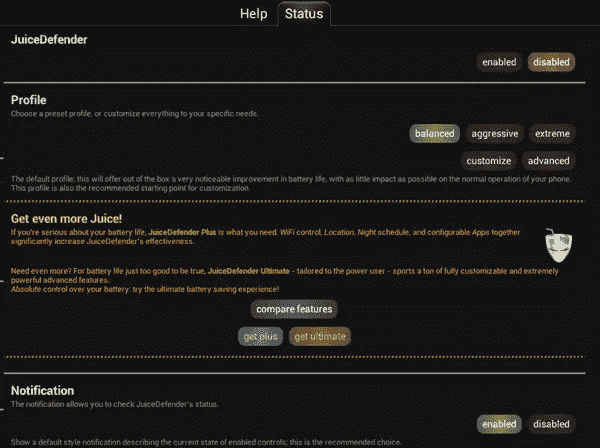 Help Status
JuiceDefender
enabled disabled
Profile
Choose a preset profile, or customize everything to your specific needs.
balanced aggressive extreme
customize advanced
The default profile; this will offer out of the box a very noticeable improvement in battery life, with as little impact as possible on the normal operation of your phone.
This profile is also the recommended starting point for customization.
Get even more Juice!
If you're serious about your battery life, JuiceDefender Plus is what you need. WiFi control, Location, Night schedule, and configurable Apps together
significantly increase JuiceDefender's effectiveness.
Need even more? For battery life just too good to be true, JuiceDefender Ultimate - tailored to the power user - sports a ton of fully customizable and extremely
powerful advanced features.
Absolute control over your battery: try the ultimate battery saving experience!
compare features
get plus get ultimate
Notification
The notification allows you to check JuiceDefender's status.
enabled disabled
Show a default style notification describing the current state of enabled controls; this is the recommended choice.